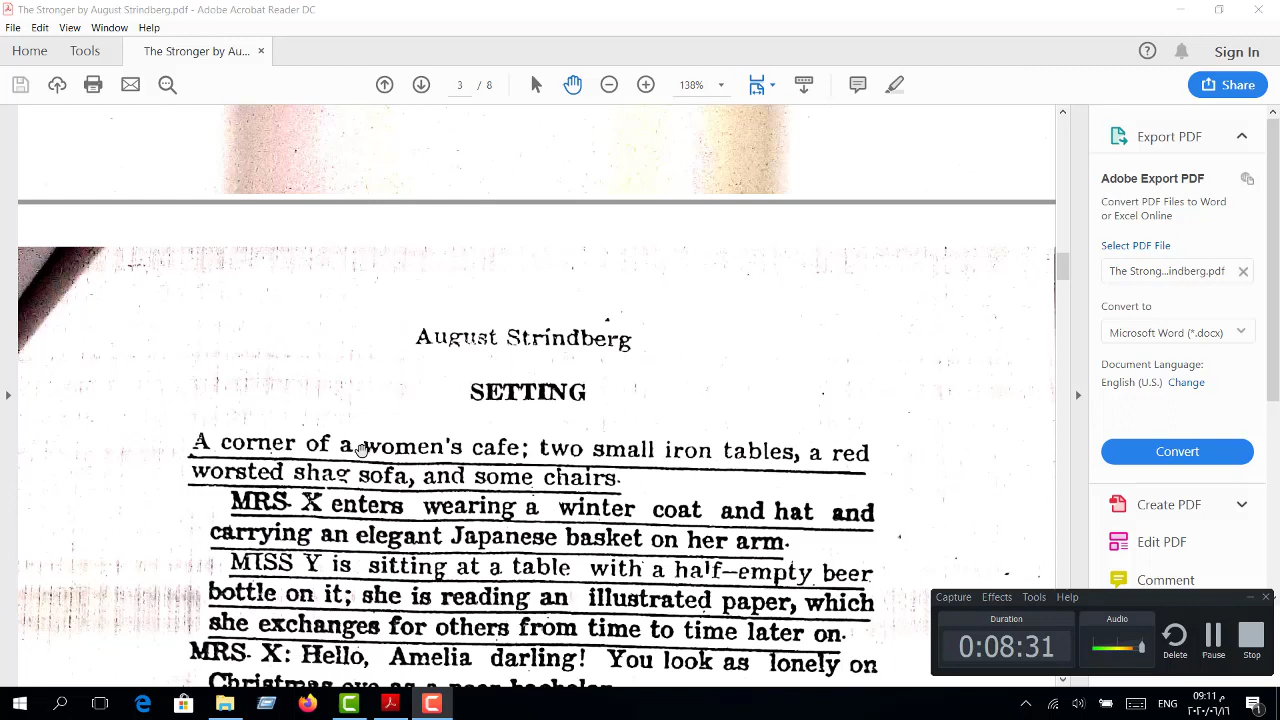 The Stronger by August Strindberg.pdf - Adobe Acrobat Reader DC
File Edit View Window Help
Home Tools The Stronger by Au... × Sign In
3 / 8 138% Share
Export PDF
Adobe Export PDF
Convert PDF Files to Word
or Excel Online
Select PDF File
The Strong...indberg.pdf
Convert to
Microsoft Word (*.docx)
Document Language:
English (U.S.) Change
Convert
Create PDF
Edit PDF
Comment
August Strindberg
SETTING
A corner of a women's cafe; two small iron tables, a red
worsted shag sofa, and some chairs.
MRS. X enters wearing a winter coat and hat and
carrying an elegant Japanese basket on her arm.
MISS Y is sitting at a table with a half-empty beer
bottle on it; she is reading an illustrated paper, which
she exchanges for others from time to time later on.
MRS. X: Hello, Amelia darling! You look as lonely on
Christmas eve as a poor bachelor
Capture Effects Tools Help
Duration
0:08:31
Audio
Delete Pause Stop
ENG
٠٩:١١ م